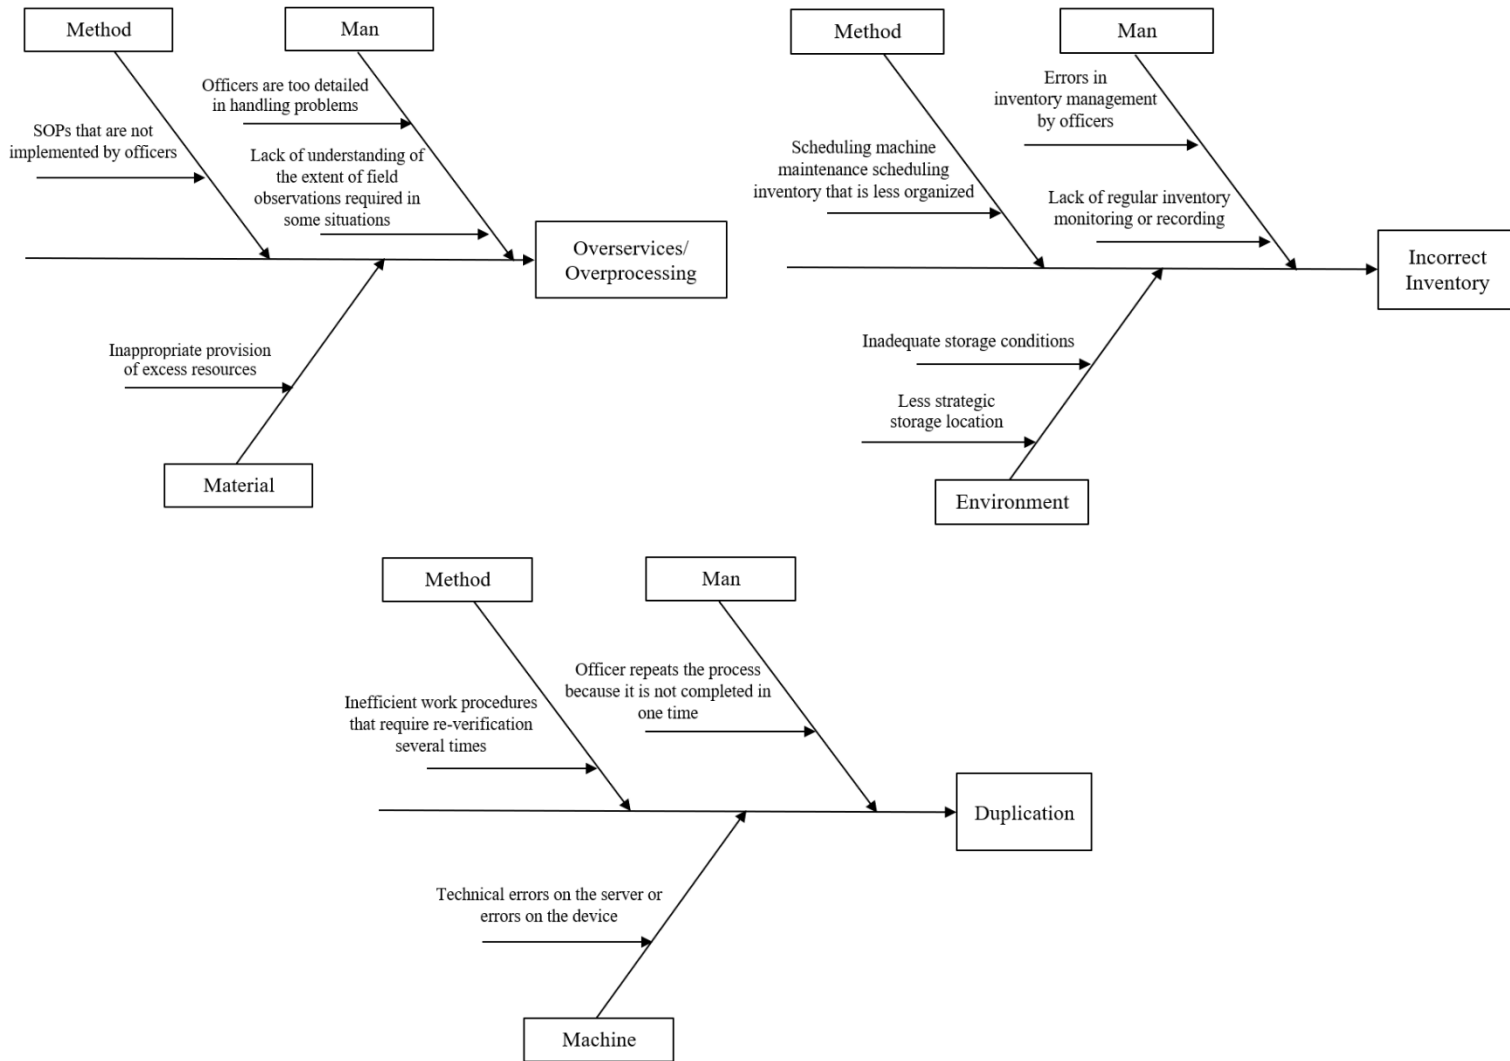 Method
Man
Officers are too detailed
in handling problems
SOPs that are not
implemented by officers
Lack of understanding of
the extent of field
observations required in
some situations
Overservices/
Overprocessing
Inappropriate provision
of excess resources
Material
Method
Man
Errors in
inventory management
by officers
Scheduling machine
maintenance scheduling
inventory that is less organized
Lack of regular inventory
monitoring or recording
Incorrect
Inventory
Inadequate storage conditions
Less strategic
storage location
Environment
Method
Man
Officer repeats the process
because it is not completed in
one time
Inefficient work procedures
that require re-verification
several times
Duplication
Technical errors on the server or
errors on the device
Machine